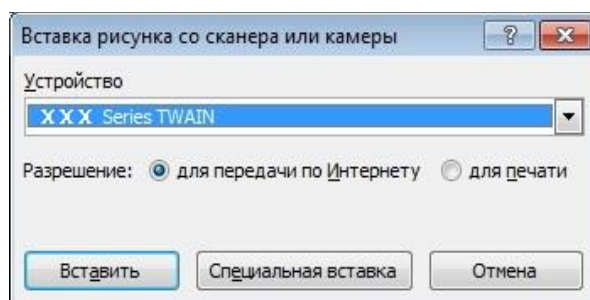 Вставка рисунка со сканера или камеры
Устройство
XXX Series TWAIN
Разрешение: для передачи по Интернету для печати
Вставить Специальная вставка Отмена